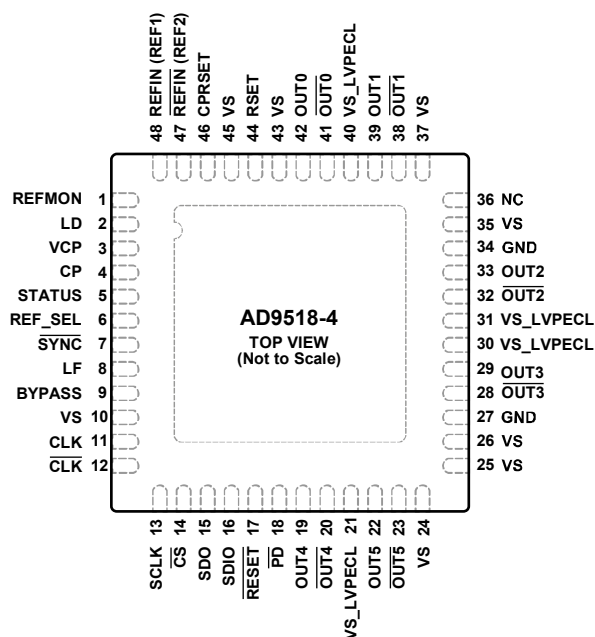 48 REFIN (REF1)
47 REFIN (REF2)
46 CPRSET
45 VS
44 RSET
43 VS
42 OUT0
41 OUT0
40 VS_LVPECL
39 OUT1
38 OUT1
37 VS
REFMON 1
LD 2
VCP 3
CP 4
STATUS 5
REF_SEL 6
SYNC 7
LF 8
BYPASS 9
VS 10
CLK 11
CLK 12
AD9518-4
TOP VIEW
(Not to Scale)
36 NC
35 VS
34 GND
33 OUT2
32 OUT2
31 VS_LVPECL
30 VS_LVPECL
29 OUT3
28 OUT3
27 GND
26 VS
25 VS
SCLK 13
CS 14
SDO 15
SDIO 16
RESET 17
PD 18
OUT4 19
OUT4 20
VS_LVPECL 21
OUT5 22
OUT5 23
VS 24